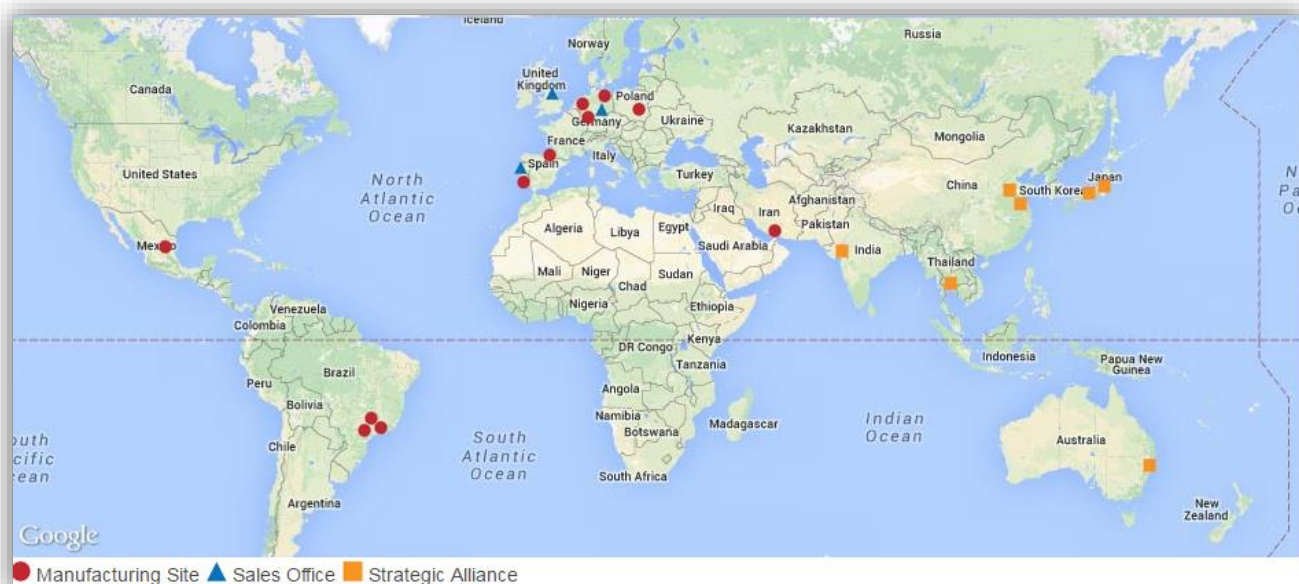 Iceland
Russia
Norway
Canada
United
Kingdom
Poland
Germany
Ukraine
Kazakhstan
Mongolia
France
Italy
Spain
United States
North
Atlantic
Ocean
Turkey
China
South Korea
Japan
Iraq
Iran
Afghanistan
Pakistan
Algeria
Libya
Egypt
Saudi Arabia
India
Mexico
Mali
Niger
Chad
Sudan
Thailand
Nigeria
Ethiopia
Venezuela
Colombia
DR Congo
Kenya
Tanzania
Indonesia
Papua New
Guinea
Peru
Brazil
Bolivia
Angola
Namibia
Botswana
Madagascar
Indian
Ocean
Australia
Chile
South
Atlantic
Ocean
South Africa
Argentina
New
Zealand
Google
Manufacturing Site Sales Office Strategic Alliance